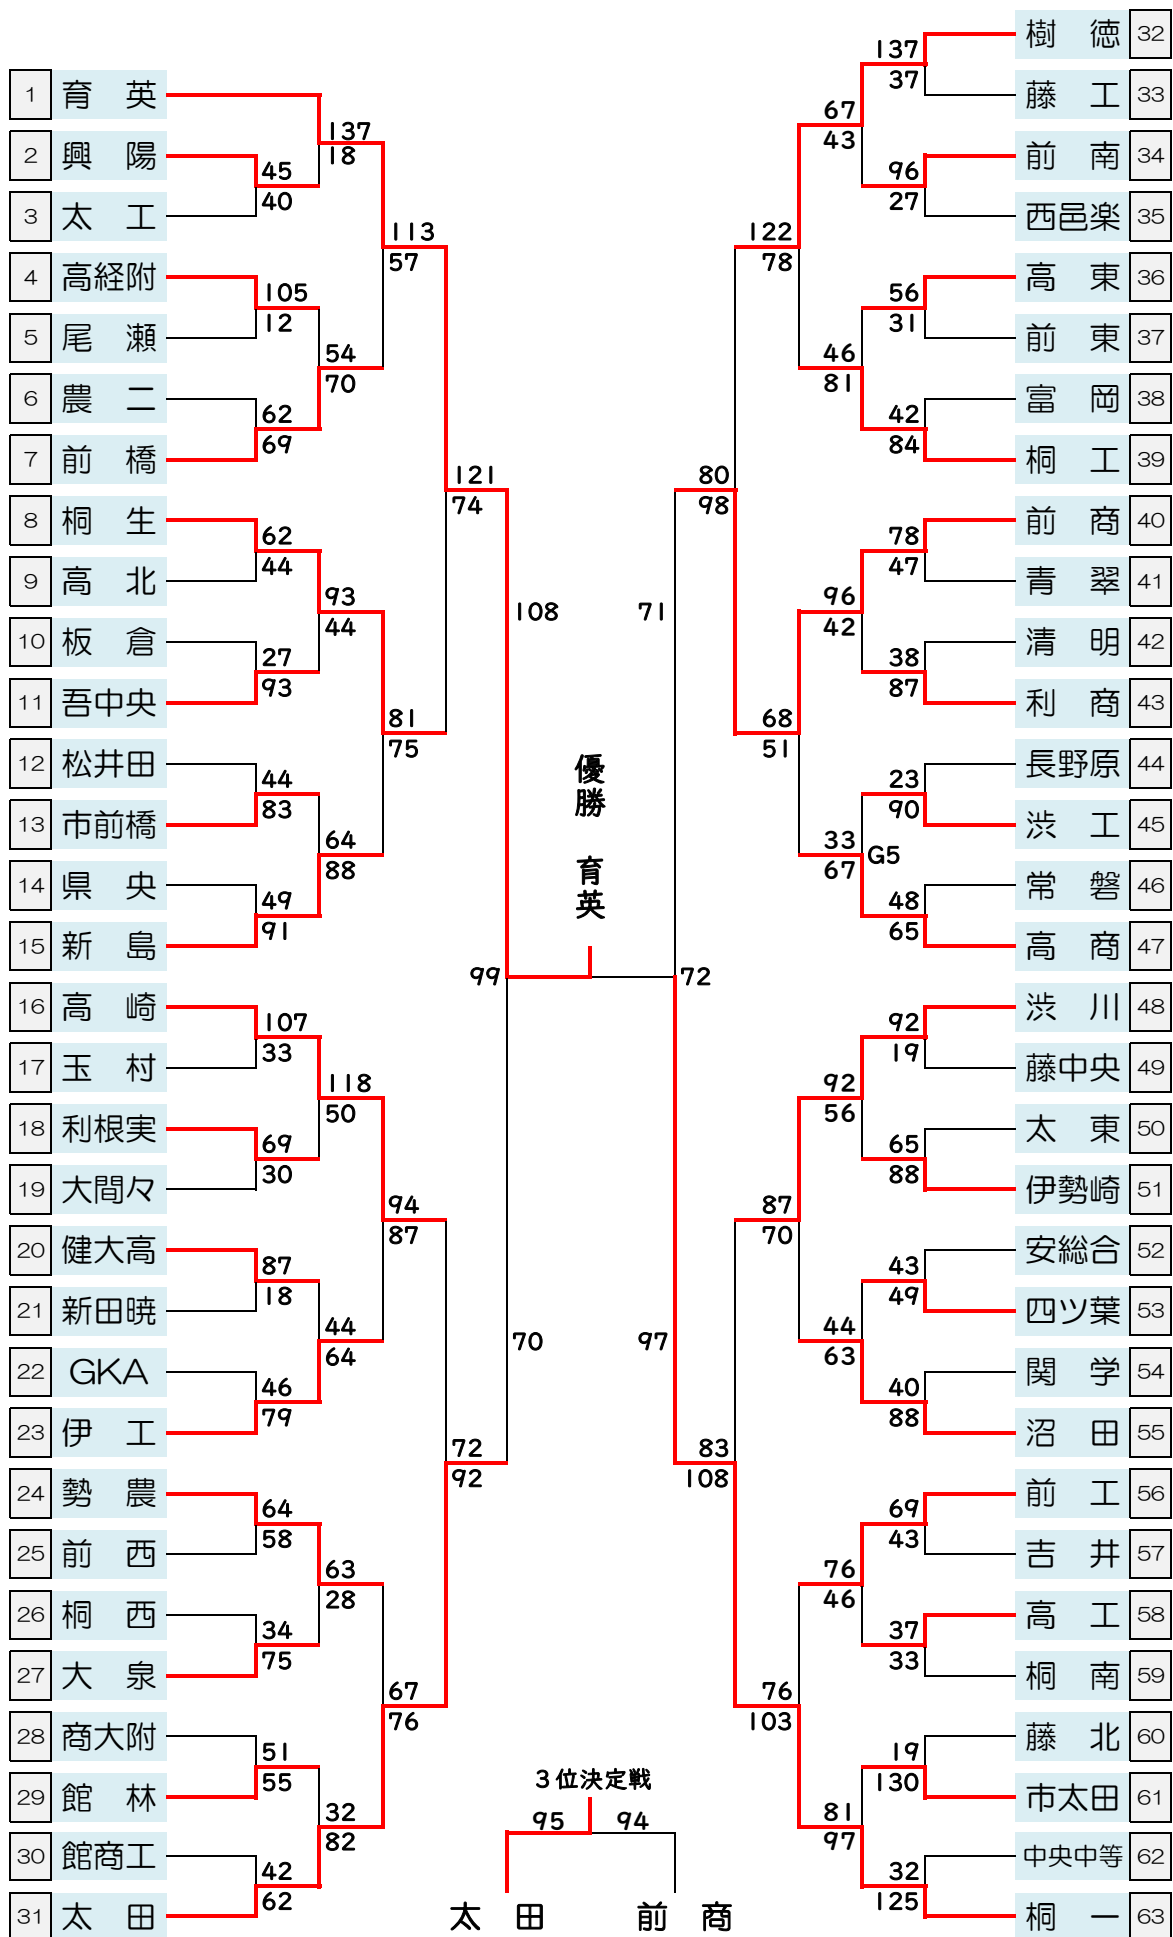 1 育 英
2 興 陽
3 太 工
4 高経附
5 尾 瀬
6 農 二
7 前 橋
8 桐 生
9 高 北
10 板 倉
11 吾中央
12 松井田
13 市前橋
14 県 央
15 新 島
16 高 崎
17 玉 村
18 利根実
19 大間々
20 健大高
21 新田暁
22 GKA
23 伊 工
24 勢 農
25 前 西
26 桐 西
27 大 泉
28 商大附
29 館 林
30 館商工
31 太 田
45
40
105
12
62
69
62
44
27
93
44
83
49
91
107
33
69
30
87
18
46
79
64
58
34
75
51
55
42
62
137
18
54
70
93
44
64
88
118
50
44
64
63
28
32
82
113
57
81
75
94
87
67
76
121
74
72
92
108
70
99
優勝 育英
72
71
97
80
98
83
108
122
78
68
51
87
70
76
103
67
43
46
81
96
42
33
67
G5
92
56
44
63
76
46
81
97
137
37
96
27
56
31
42
84
78
47
38
87
23
90
48
65
92
19
65
88
43
49
40
88
69
43
37
33
19
130
32
125
樹 徳 32
藤 工 33
前 南 34
西邑楽 35
高 東 36
前 東 37
富 岡 38
桐 工 39
前 商 40
青 翠 41
清 明 42
利 商 43
長野原 44
渋 工 45
常 磐 46
高 商 47
渋 川 48
藤中央 49
太 東 50
伊勢崎 51
安総合 52
四ツ葉 53
関 学 54
沼 田 55
前 工 56
吉 井 57
高 工 58
桐 南 59
藤 北 60
市太田 61
中央中等 62
桐 一 63
3位決定戦
95 94
太 田 前 商